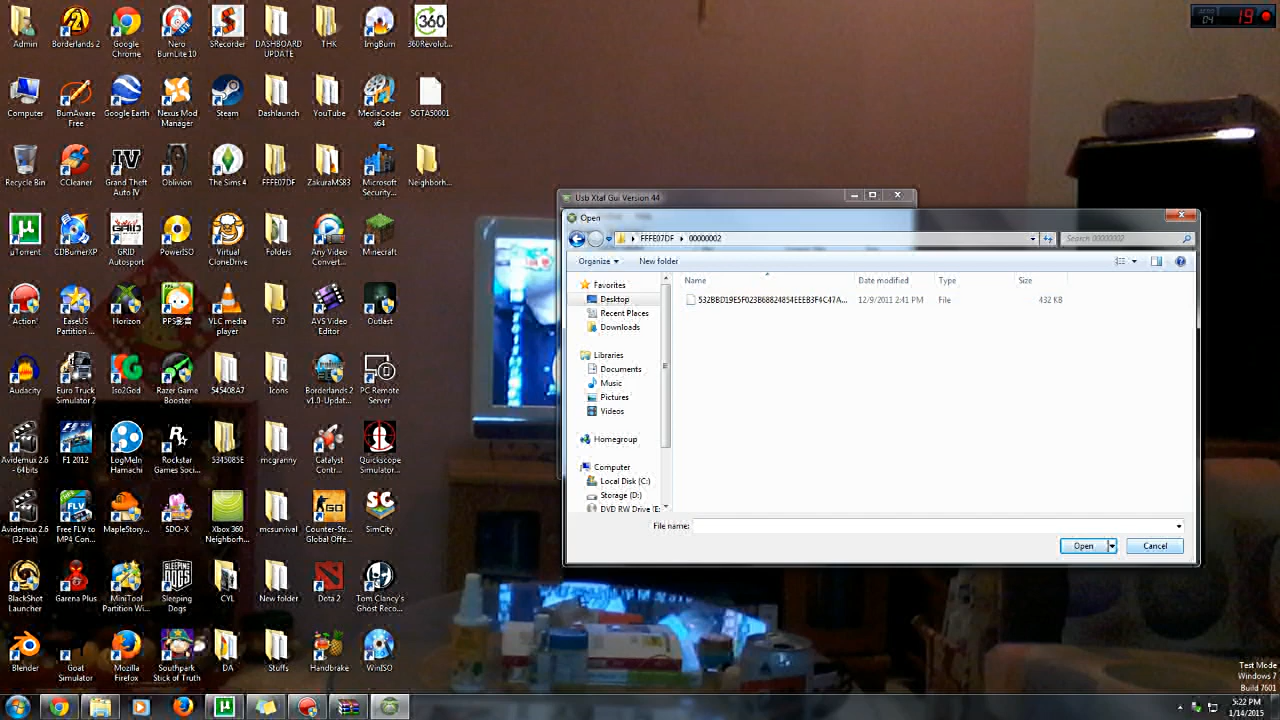 Admin
Borderlands 2
Google Chrome
Nero BurnLite 10
SRecorder
DASHBOARD UPDATE
THK
ImgBurn
360Revolut...
Computer
BurnAware Free
Google Earth
Nexus Mod Manager
Steam
Dashlaunch
YouTube
MediaCoder x64
SGTA50001
Recycle Bin
CCleaner
Grand Theft Auto IV
Oblivion
The Sims 4
FFFE07DF
ZakuraMS83
Microsoft Security...
Neighborh...
µTorrent
CDBurnerXP
GRID Autosport
PowerISO
Virtual CloneDrive
Folders
Any Video Convert...
Minecraft
Action!
EaseUS Partition ...
Horizon
PPS影音
VLC media player
FSD
AVS Video Editor
Outlast
Audacity
Euro Truck Simulator 2
Iso2God
Razer Game Booster
545408A7
Icons
Borderlands 2 v1.0-Updat...
PC Remote Server
Avidemux 2.6 - 64bits
F1 2012
LogMeIn Hamachi
Rockstar Games Soci...
5345085E
mcgranny
Catalyst Contr...
Quickscope Simulator...
Avidemux 2.6 (32-bit)
Free FLV to MP4 Con...
MapleStory...
SDO-X
Xbox 360 Neighborh...
mcsurvival
Counter-Str... Global Offe...
SimCity
BlackShot Launcher
Garena Plus
MiniTool Partition Wi...
Sleeping Dogs
CYL
New folder
Dota 2
Tom Clancy's Ghost Reco...
Blender
Goat Simulator
Mozilla Firefox
Southpark Stick of Truth
DA
Stuffs
Handbrake
WinISO
19
Usb Xtaf Gui Version 44
Open
FFFE07DF
00000002
Search 00000002
Organize
New folder
Name
Date modified
Type
Size
532BBD19E5F023B68824854EEEB3F4C47A...
12/9/2011 2:41 PM
File
432 KB
Favorites
Desktop
Recent Places
Downloads
Libraries
Documents
Music
Pictures
Videos
Homegroup
Computer
Local Disk (C:)
Storage (D:)
DVD RW Drive (E:
File name:
Open
Cancel
Test Mode
Windows 7
Build 7601
5:22 PM
1/14/2015